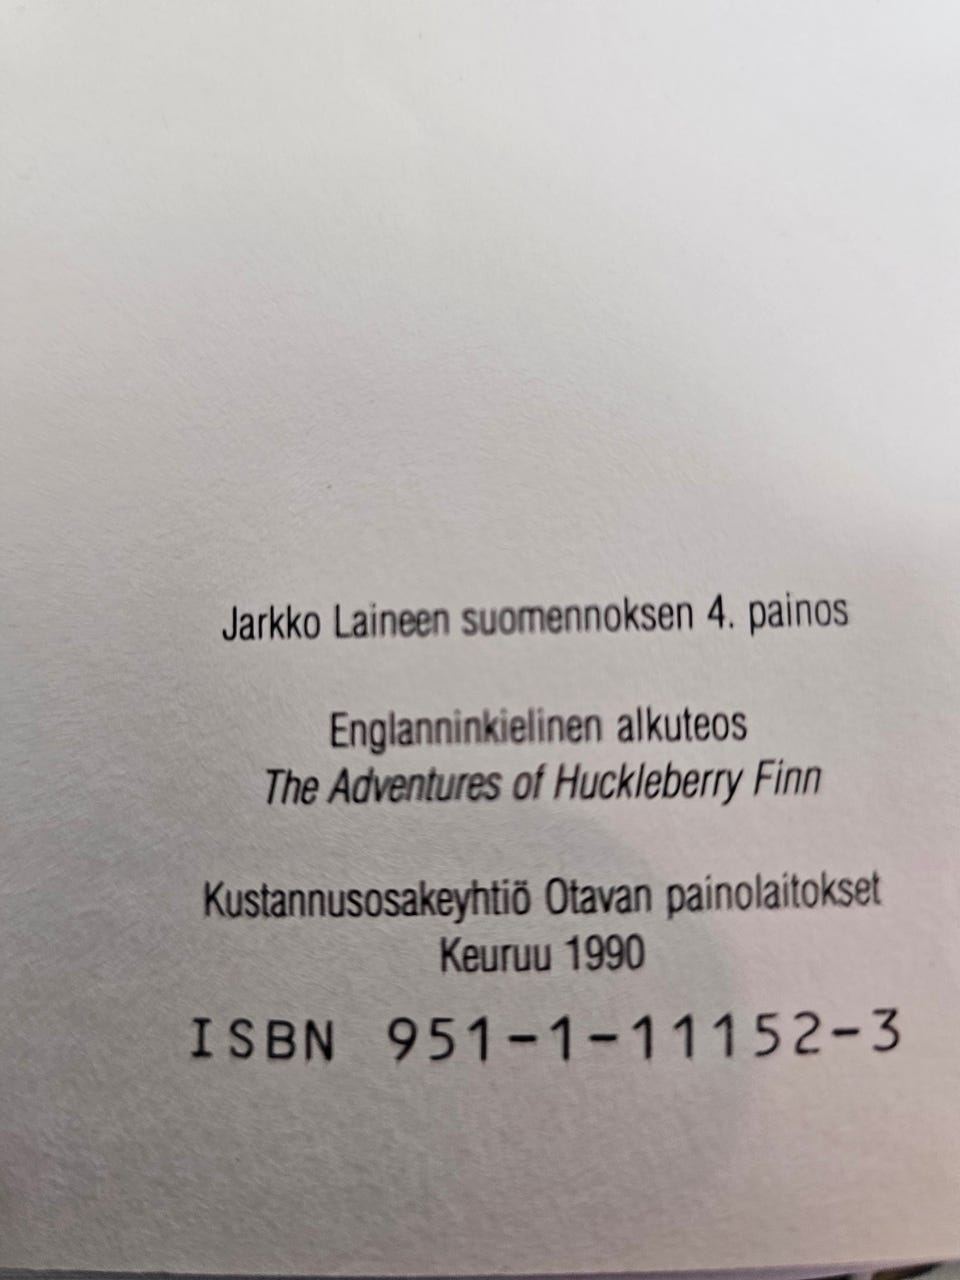 Jarkko Laineen suomennoksen 4. painos
Englanninkielinen alkuteos
The Adventures of Huckleberry Finn
Kustannusosakeyhtiö Otavan painolaitokset
Keuruu 1990
ISBN 951-1-11152-3